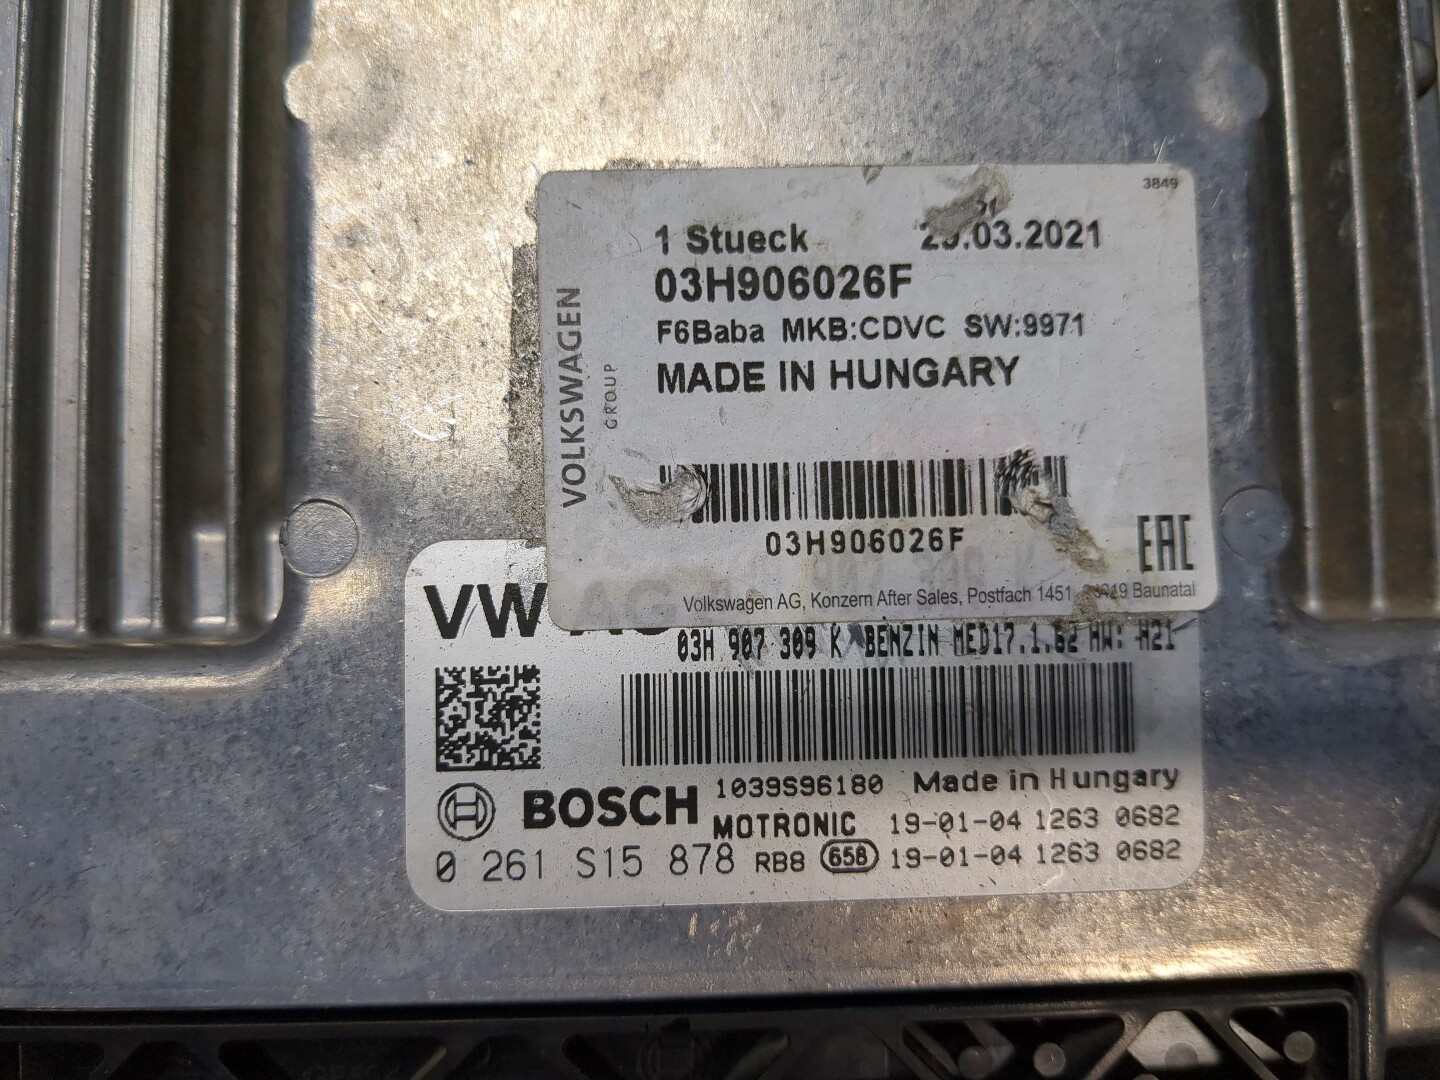 3849
1 Stueck .03.2021
03H906026F
F6Baba MKB:CDVC SW:9971
MADE IN HUNGARY
VOLKSWAGEN
GROUP
03H906026F
EAC
Volkswagen AG, Konzern After Sales, Postfach 1451, Baunatal
VW AG
03H 907 309 K BENZIN MED17.1.62 HW: H21
BOSCH
1039S96180 Made in Hungary
MOTRONIC 19-01-04 1263 0682
0 261 S15 878 RB8 658 19-01-04 1263 0682